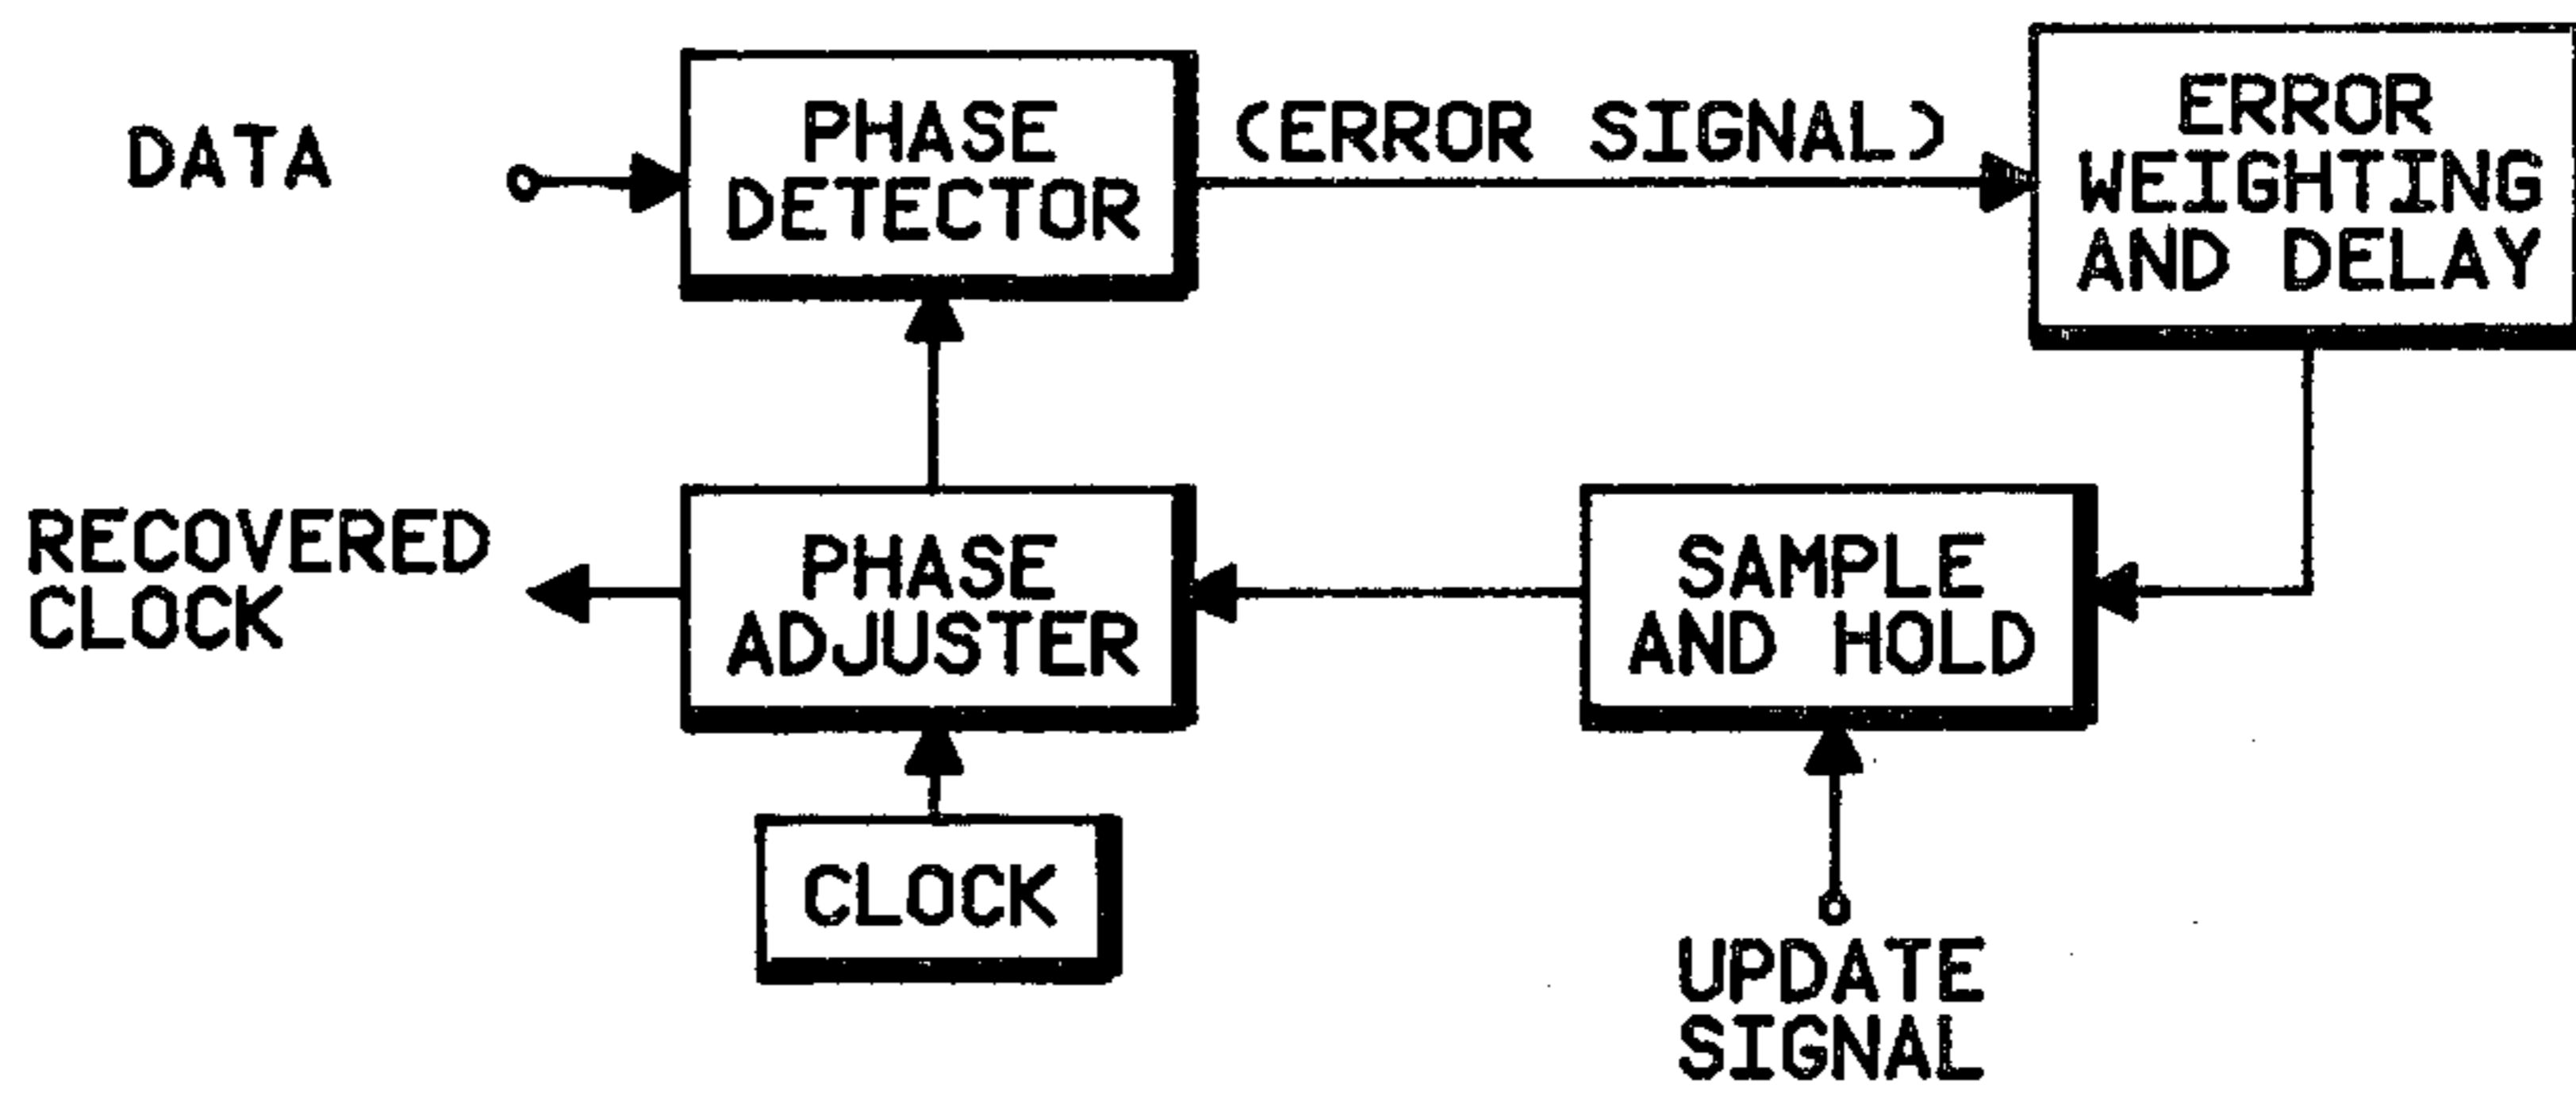 DATA
PHASE
DETECTOR
(ERROR SIGNAL)
ERROR
WEIGHTING
AND DELAY
RECOVERED
CLOCK
PHASE
ADJUSTER
SAMPLE
AND HOLD
CLOCK
UPDATE
SIGNAL